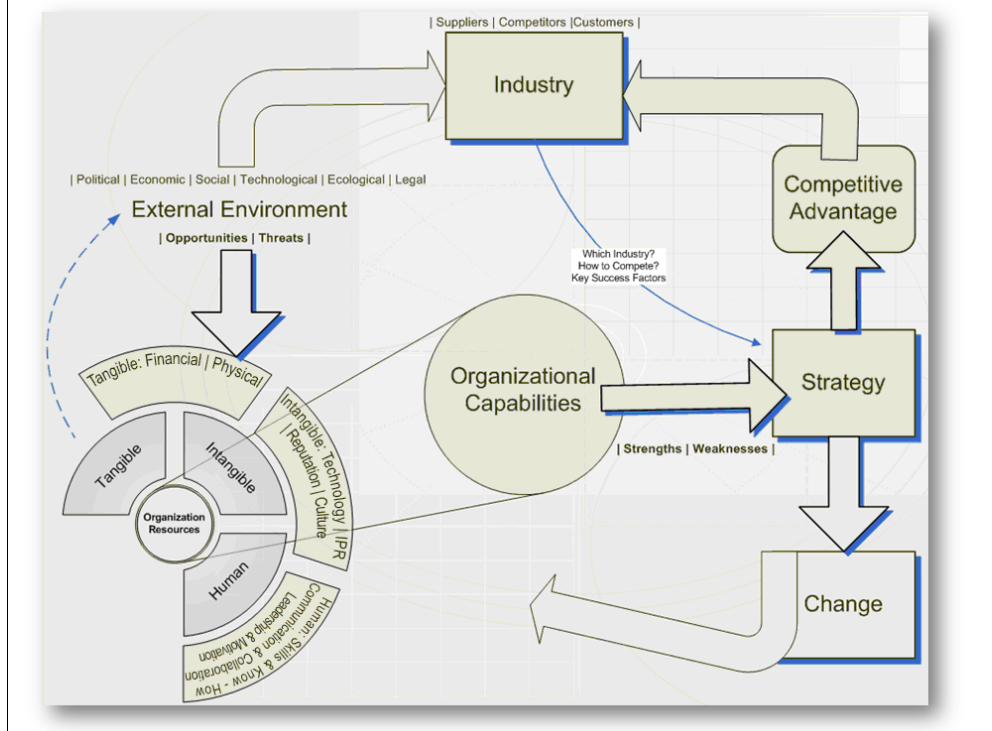 | Suppliers | Competitors |Customers |
Industry
| Political | Economic | Social | Technological | Ecological | Legal
External Environment
| Opportunities | Threats |
Competitive
Advantage
Which Industry?
How to Compete?
Key Success Factors
Tangible: Financial | Physical
Organizational
Capabilities
Strategy
| Strengths | Weaknesses |
Intangible: Technology | IPR
| Reputation | Culture
Tangible
Intangible
Organization
Resources
Human
Human: Skills & Know - How
Communication & Collaboration
Leadership & Motivation
Change